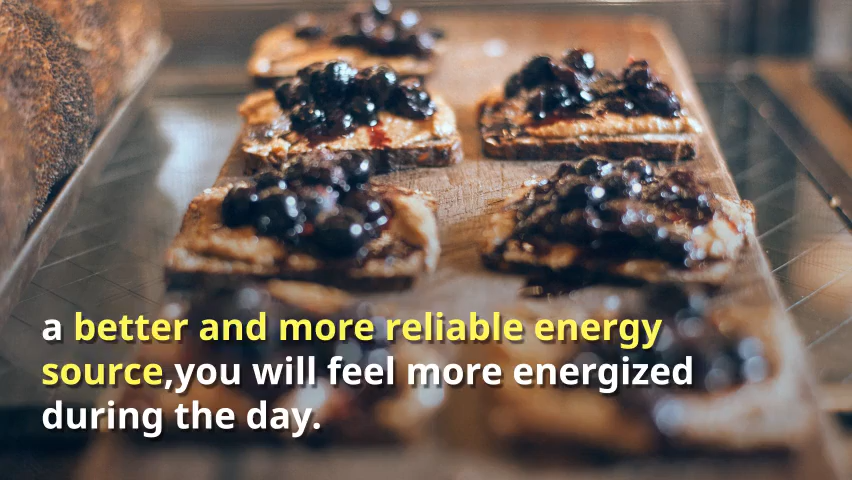 a better and more reliable energy
source,you will feel more energized
during the day.